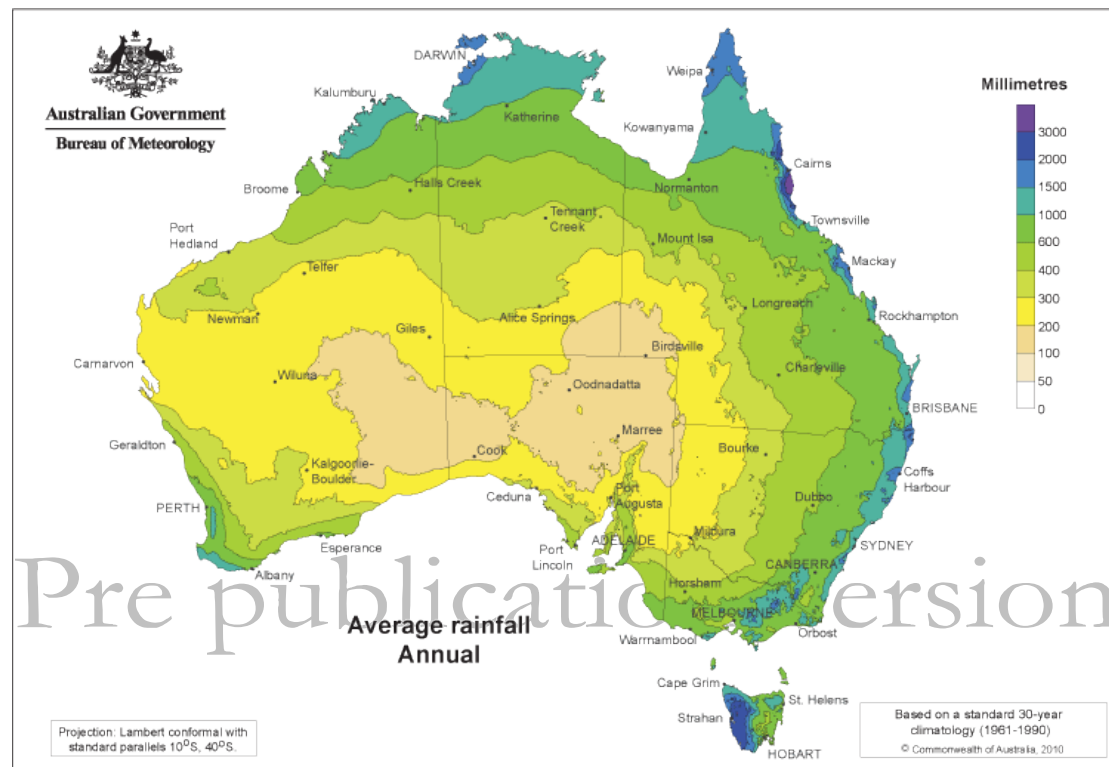 Australian Government
Bureau of Meteorology
DARWIN
Weipa
Kalumburu
Katherine
Kowanyama
Cairns
Broome
Halls Creek
Normanton
Port
Hedland
Tennant
Creek
Townsville
Mount Isa
Mackay
Telfer
Newman
Alice Springs
Longreach
Rockhampton
Giles
Birdsville
Carnarvon
Wiluna
Oodnadatta
Charleville
BRISBANE
Geraldton
Marree
Cook
Bourke
Kalgoorlie-
Boulder
Coffs
Harbour
Ceduna
Port
Augusta
Dubbo
PERTH
Esperance
ADELAIDE
Mildura
SYDNEY
Port
Lincoln
CANBERRA
Albany
Horsham
MELBOURNE
Orbost
Warrnambool
Cape Grim
St. Helens
Strahan
HOBART
Millimetres
3000
2000
1500
1000
600
400
300
200
100
50
0
Pre publication version
Average rainfall
Annual
Projection: Lambert conformal with
standard parallels 10°S, 40°S.
Based on a standard 30-year
climatology (1961-1990)
© Commonwealth of Australia, 2010